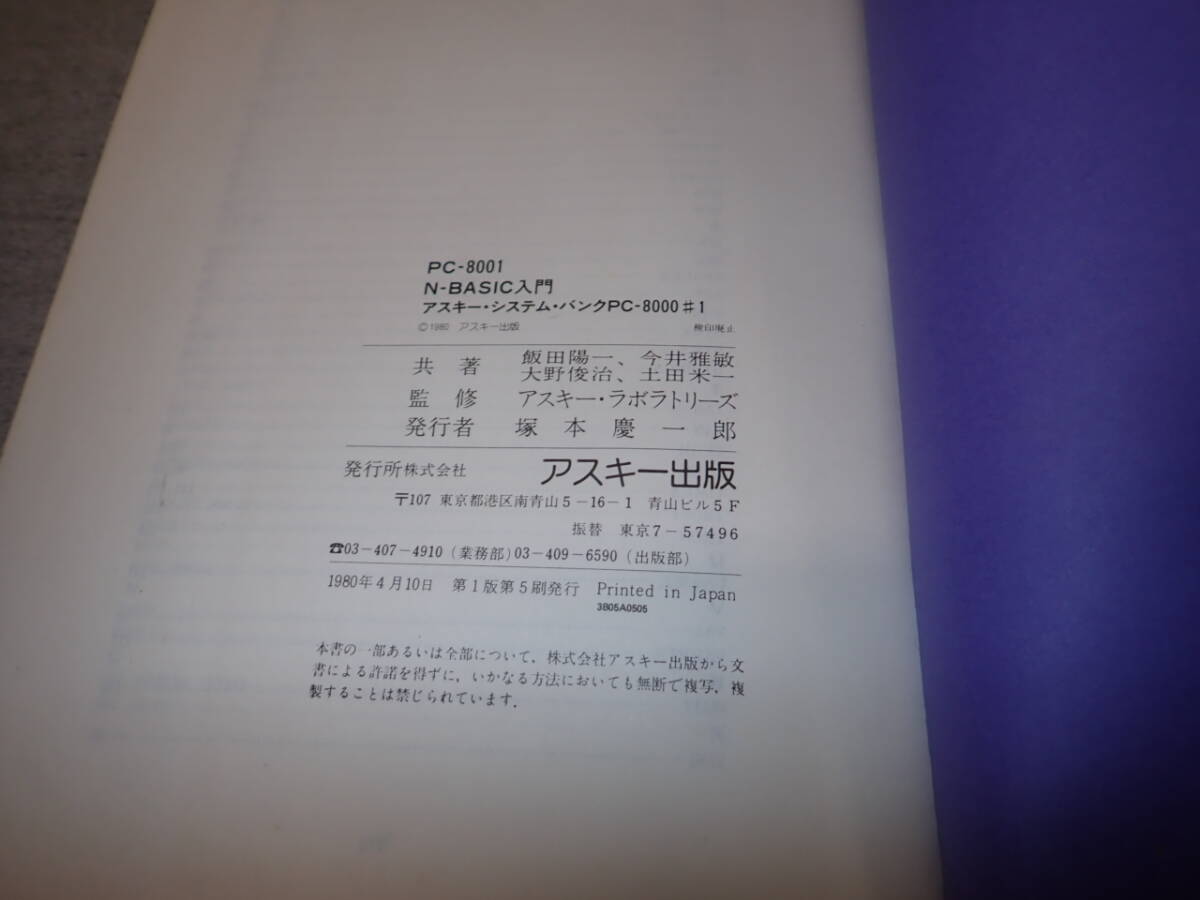 PC-8001
N-BASIC入門
アスキー・システム・バンクPC-8000#1
©1980 アスキー出版 検印廃止
共著 飯田陽一、今井雅敏
大野俊治、土田米一
監修 アスキー・ラボラトリーズ
発行者 塚本慶一郎
発行所株式会社 アスキー出版
〒107 東京都港区南青山5-16-1 青山ビル5F
振替 東京7-57496
☎03-407-4910(業務部)03-409-6590(出版部)
1980年4月10日 第1版第5刷発行 Printed in Japan
3805A0505
本書の一部あるいは全部について，株式会社アスキー出版から文
書による許諾を得ずに，いかなる方法においても無断で複写，複
製することは禁じられています．